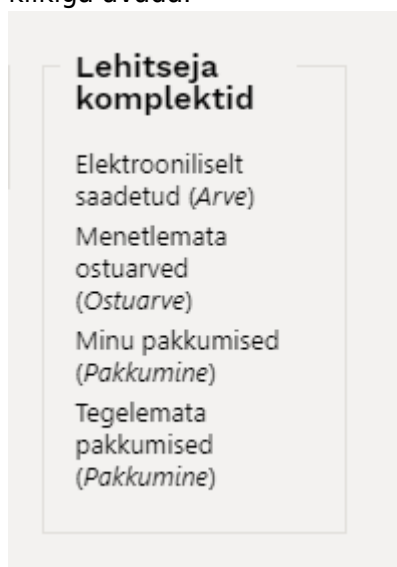 Lehitseja
komplektid
Elektrooniliselt
saadetud (Arve)
Menetlemata
ostuarved
(Ostuarve)
Minu pakkumised
(Pakkumine)
Tegelemata
pakkumised
(Pakkumine)